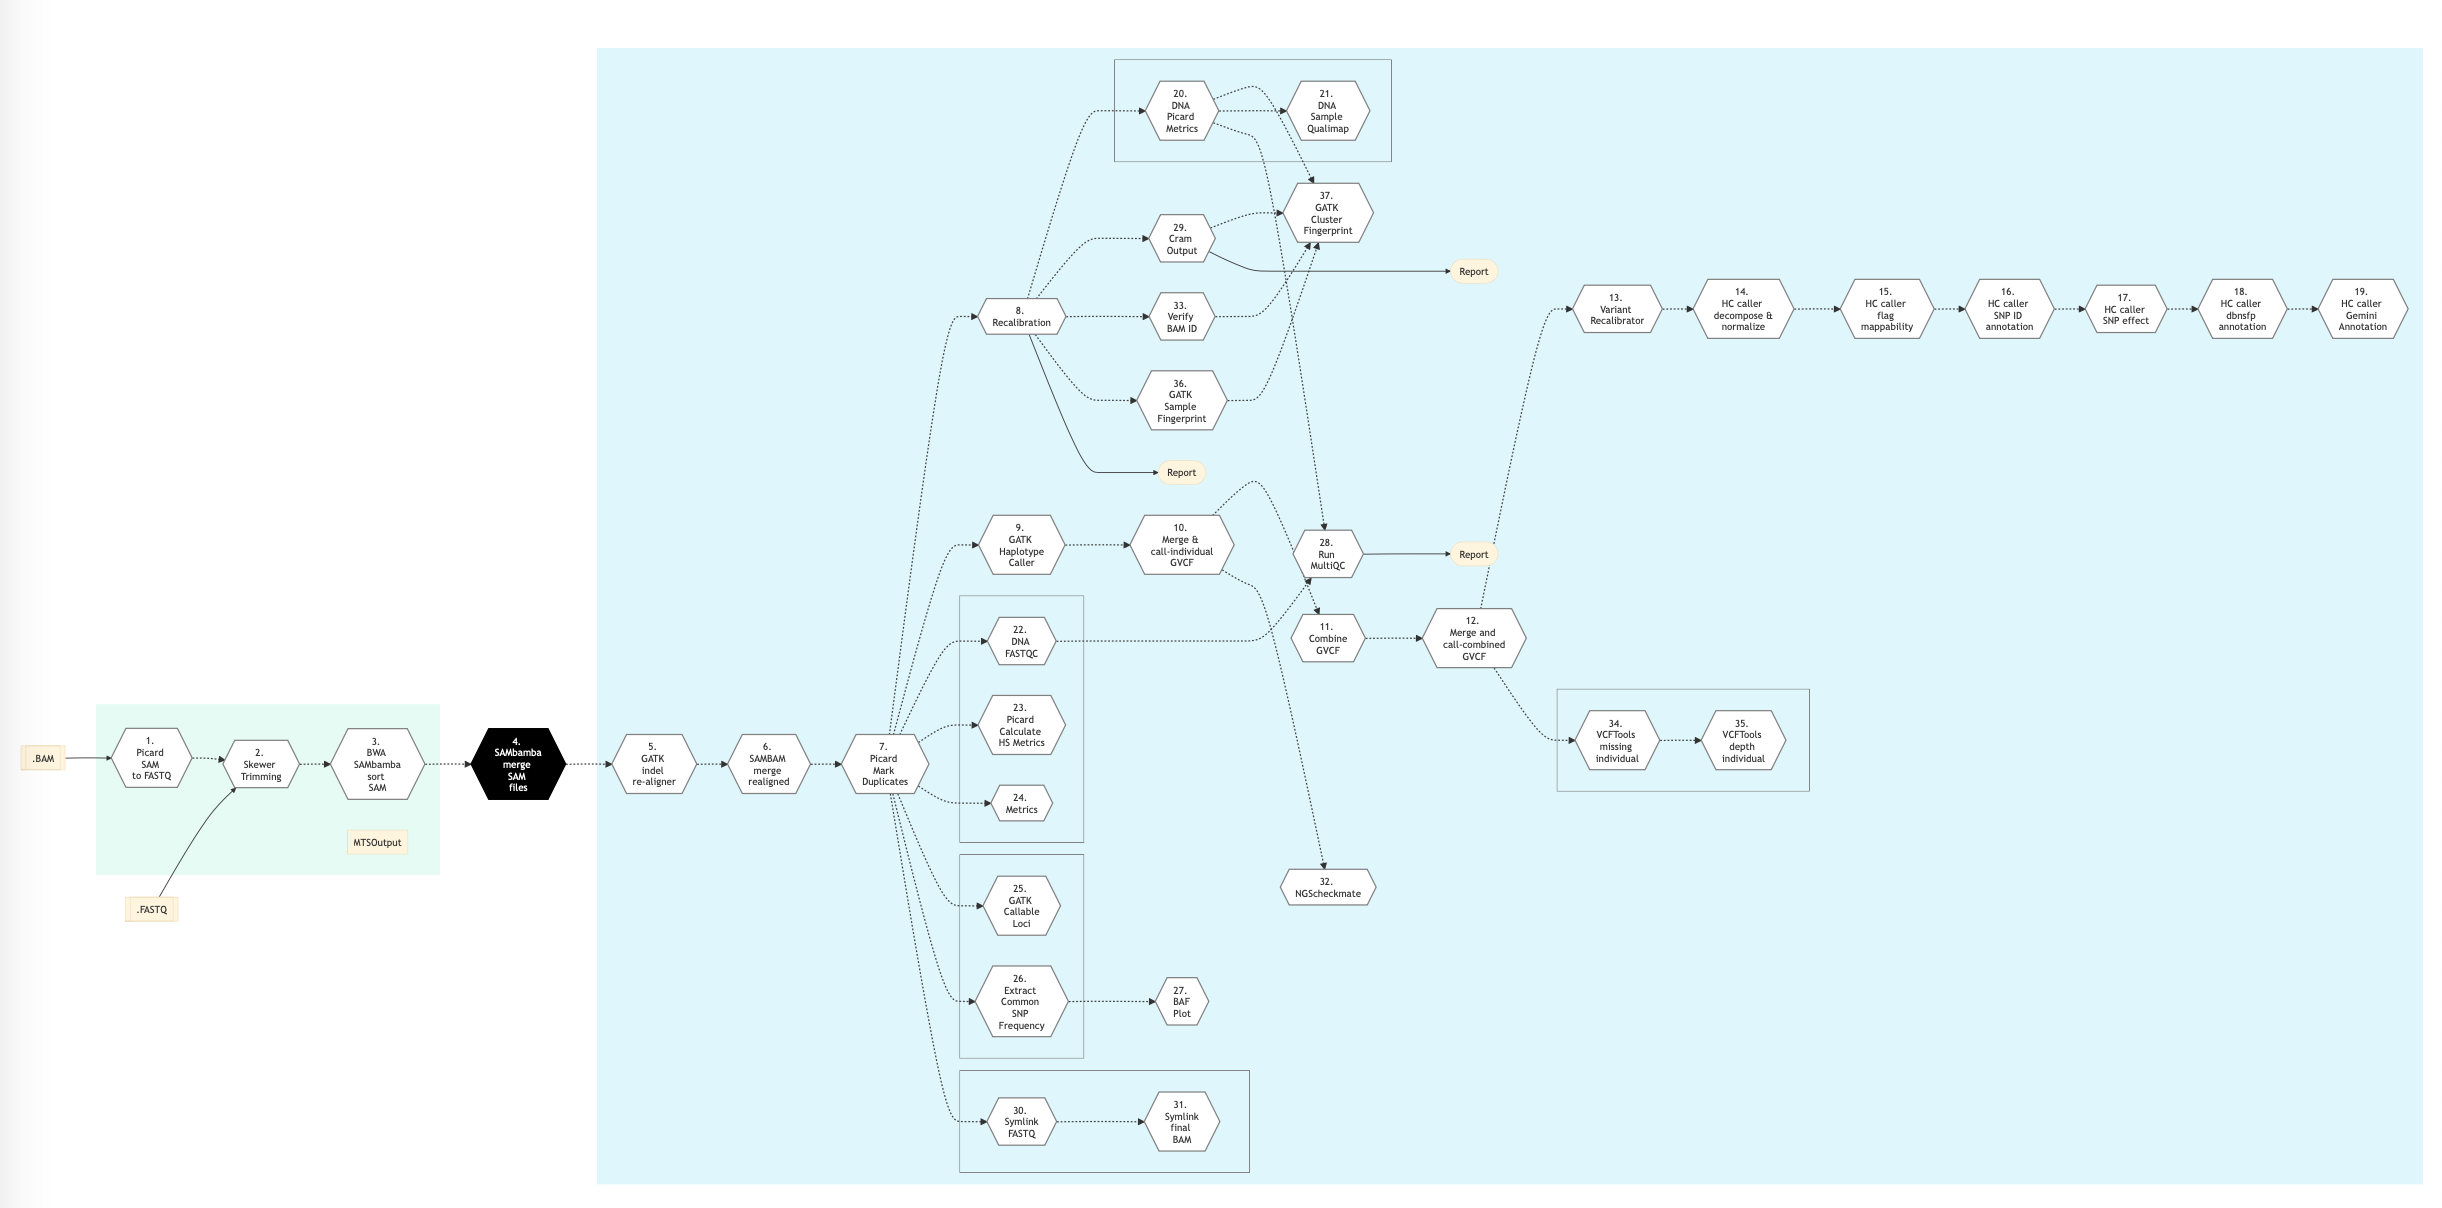 20.
DNA
Picard
Metrics
21.
DNA
Sample
Qualimap
37.
GATK
Cluster
Fingerprint
29.
Cram
Output
Report
33.
Verify
BAM ID
8.
Recalibration
36.
GATK
Sample
Fingerprint
Report
13.
Variant
Recalibrator
14.
HC caller
decompose &
normalize
15.
HC caller
flag
mappability
16.
HC caller
SNP ID
annotation
17.
HC caller
SNP effect
18.
HC caller
dbnsfp
annotation
19.
HC caller
Gemini
Annotation
9.
GATK
Haplotype
Caller
10.
Merge &
call-individual
GVCF
28.
Run
MultiQC
Report
22.
DNA
FASTQC
11.
Combine
GVCF
12.
Merge and
call-combined
GVCF
23.
Picard
Calculate
HS Metrics
34.
VCFTools
missing
individual
35.
VCFTools
depth
individual
.BAM
1.
Picard
SAM
to FASTQ
2.
Skewer
Trimming
3.
BWA
SAMbamba
sort
SAM
4.
SAMbamba
merge
SAM
files
5.
GATK
indel
re-aligner
6.
SAMBAM
merge
realigned
7.
Picard
Mark
Duplicates
24.
Metrics
MTSOutput
.FASTQ
25.
GATK
Callable
Loci
32.
NGScheckmate
26.
Extract
Common
SNP
Frequency
27.
BAF
Plot
30.
Symlink
FASTQ
31.
Symlink
final
BAM